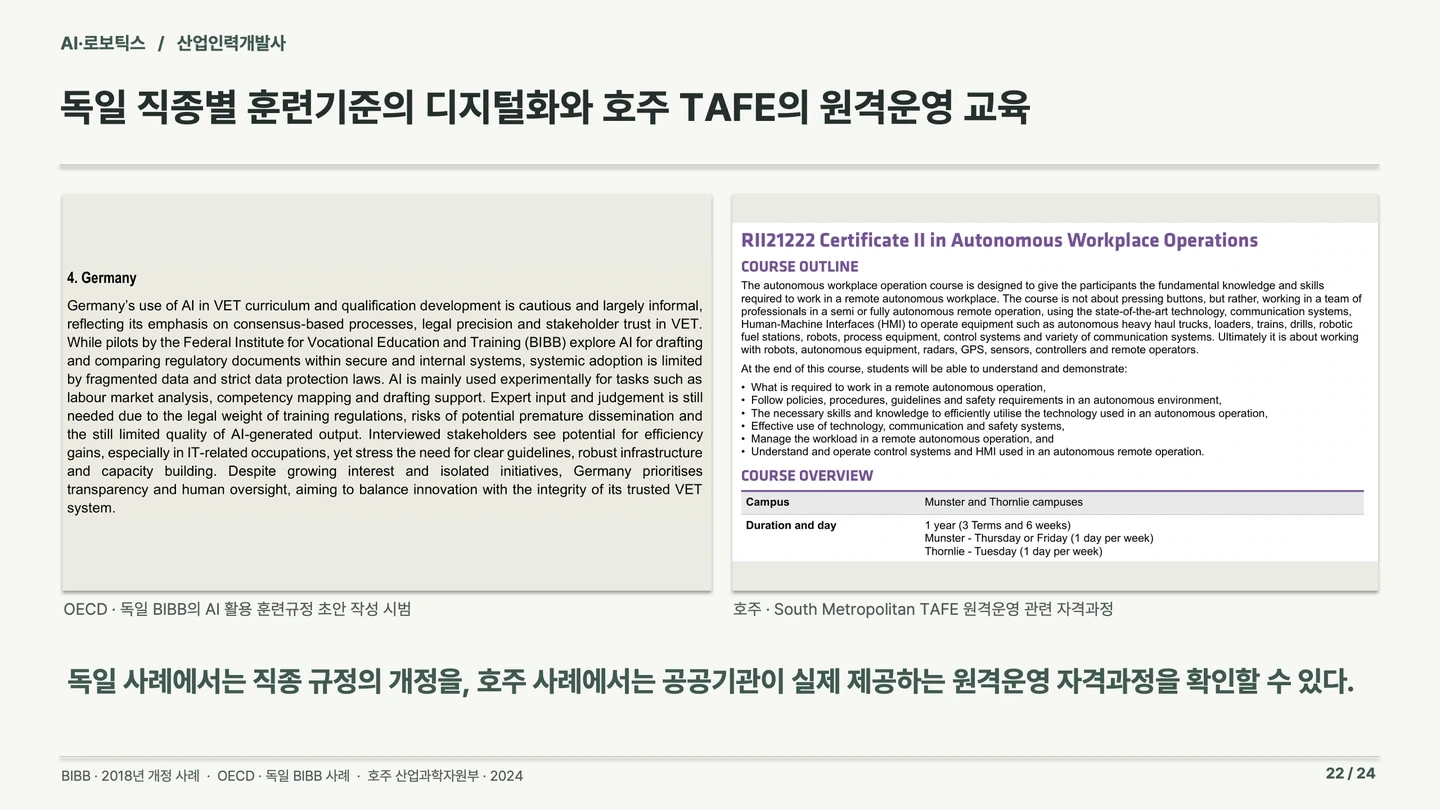 AI·로보틱스 / 산업인력개발사
독일 직종별 훈련기준의 디지털화와 호주 TAFE의 원격운영 교육
4. Germany
Germany's use of AI in VET curriculum and qualification development is cautious and largely informal,
reflecting its emphasis on consensus-based processes, legal precision and stakeholder trust in VET.
While pilots by the Federal Institute for Vocational Education and Training (BIBB) explore AI for drafting
and comparing regulatory documents within secure and internal systems, systemic adoption is limited
by fragmented data and strict data protection laws. AI is mainly used experimentally for tasks such as
labour market analysis, competency mapping and drafting support. Expert input and judgement is still
needed due to the legal weight of training regulations, risks of potential premature dissemination and
the still limited quality of AI-generated output. Interviewed stakeholders see potential for efficiency
gains, especially in IT-related occupations, yet stress the need for clear guidelines, robust infrastructure
and capacity building. Despite growing interest and isolated initiatives, Germany prioritises
transparency and human oversight, aiming to balance innovation with the integrity of its trusted VET
system.
OECD · 독일 BIBB의 AI 활용 훈련규정 초안 작성 시범
RII21222 Certificate II in Autonomous Workplace Operations
COURSE OUTLINE
The autonomous workplace operation course is designed to give the participants the fundamental knowledge and skills
required to work in a remote autonomous workplace. The course is not about pressing buttons, but rather, working in a team of
professionals in a semi or fully autonomous remote operation, using the state-of-the-art technology, communication systems,
Human-Machine Interfaces (HMI) to operate equipment such as autonomous heavy haul trucks, loaders, trains, drills, robotic
fuel stations, robots, process equipment, control systems and variety of communication systems. Ultimately it is about working
with robots, autonomous equipment, radars, GPS, sensors, controllers and remote operators.
At the end of this course, students will be able to understand and demonstrate:
• What is required to work in a remote autonomous operation,
• Follow policies, procedures, guidelines and safety requirements in an autonomous environment,
• The necessary skills and knowledge to efficiently utilise the technology used in an autonomous operation,
• Effective use of technology, communication and safety systems,
• Manage the workload in a remote autonomous operation, and
• Understand and operate control systems and HMI used in an autonomous remote operation.
COURSE OVERVIEW
Campus Munster and Thornlie campuses
Duration and day 1 year (3 Terms and 6 weeks)
Munster - Thursday or Friday (1 day per week)
Thornlie - Tuesday (1 day per week)
호주 · South Metropolitan TAFE 원격운영 관련 자격과정
독일 사례에서는 직종 규정의 개정을, 호주 사례에서는 공공기관이 실제 제공하는 원격운영 자격과정을 확인할 수 있다.
BIBB · 2018년 개정 사례 · OECD · 독일 BIBB 사례 · 호주 산업과학자원부 · 2024
22 / 24